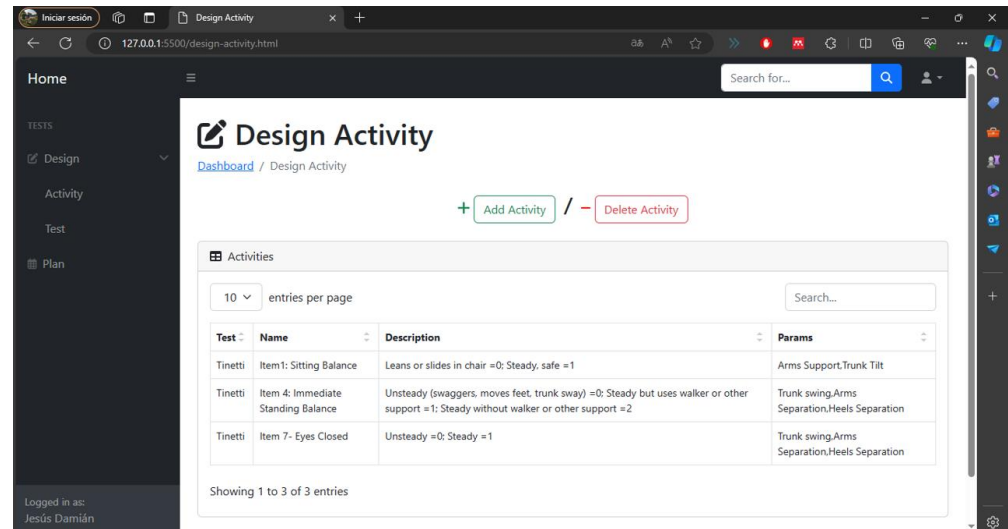 Iniciar sesión
Design Activity
127.0.0.1:5500/design-activity.html
Home
Search for...
TESTS
Design
Activity
Test
Plan
Logged in as:
Jesús Damián
Design Activity
Dashboard / Design Activity
+ Add Activity / - Delete Activity
Activities
10 entries per page
Search...
Test Name Description Params
Tinetti Item1: Sitting Balance Leans or slides in chair =0; Steady, safe =1 Arms Support,Trunk Tilt
Tinetti Item 4: Immediate Unsteady (swaggers, moves feet, trunk sway) =0; Steady but uses walker or other Trunk swing,Arms
Standing Balance support =1; Steady without walker or other support =2 Separation,Heels Separation
Tinetti Item 7- Eyes Closed Unsteady =0; Steady =1 Trunk swing,Arms
Separation,Heels Separation
Showing 1 to 3 of 3 entries